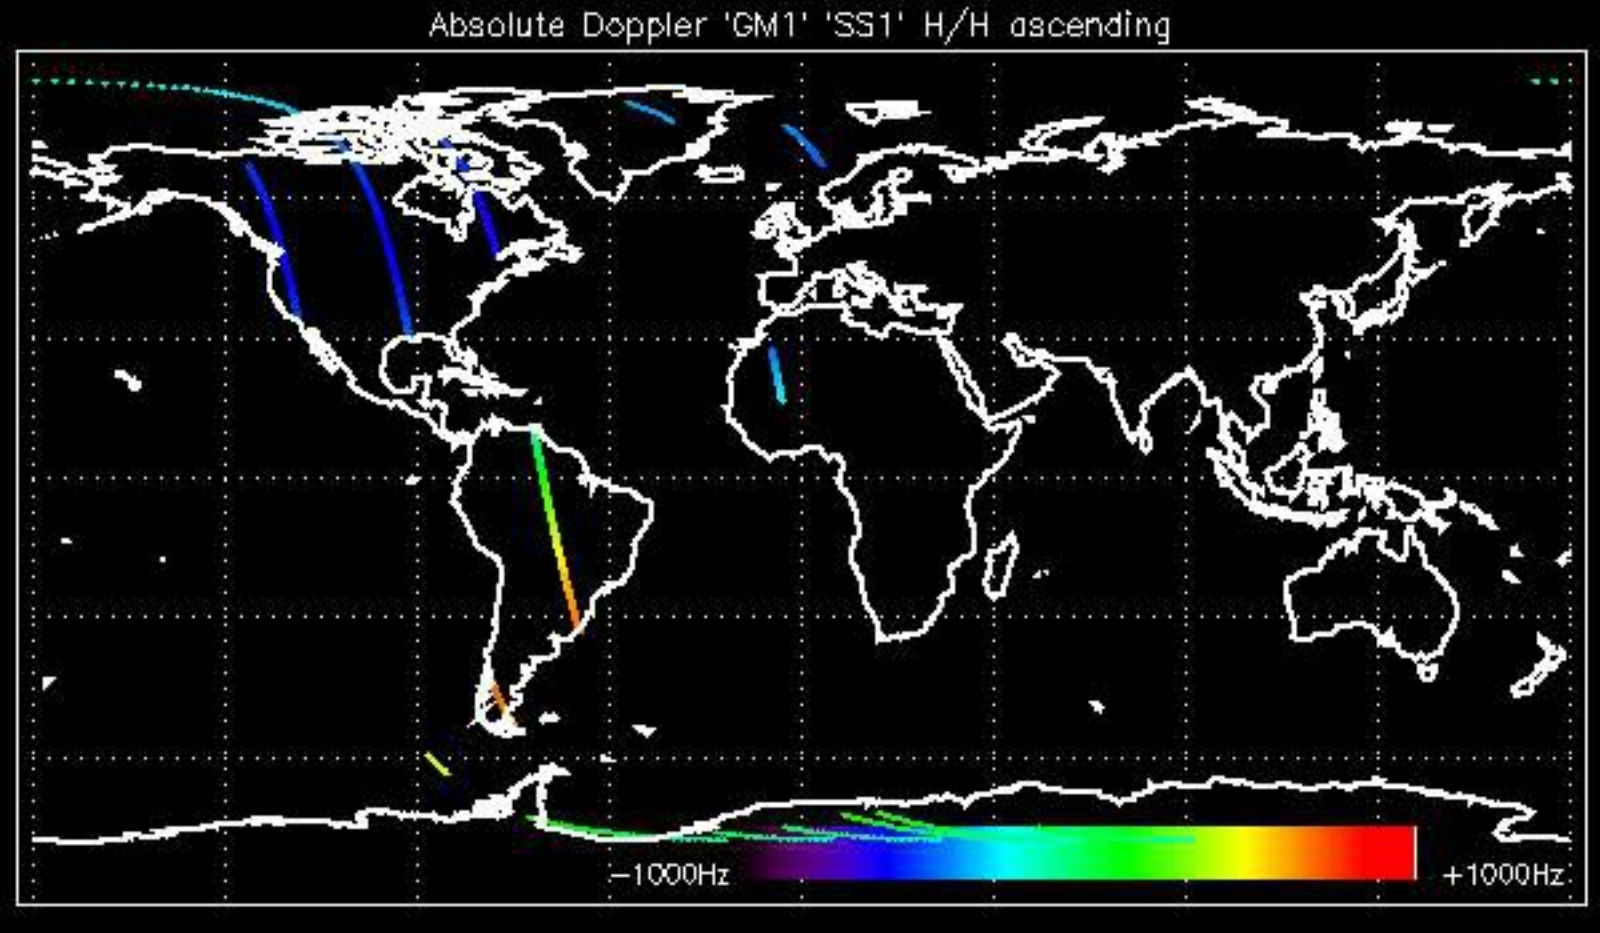 Absolute Doppler 'GM1' 'SS1' H/H ascending
−1000Hz +1000Hz